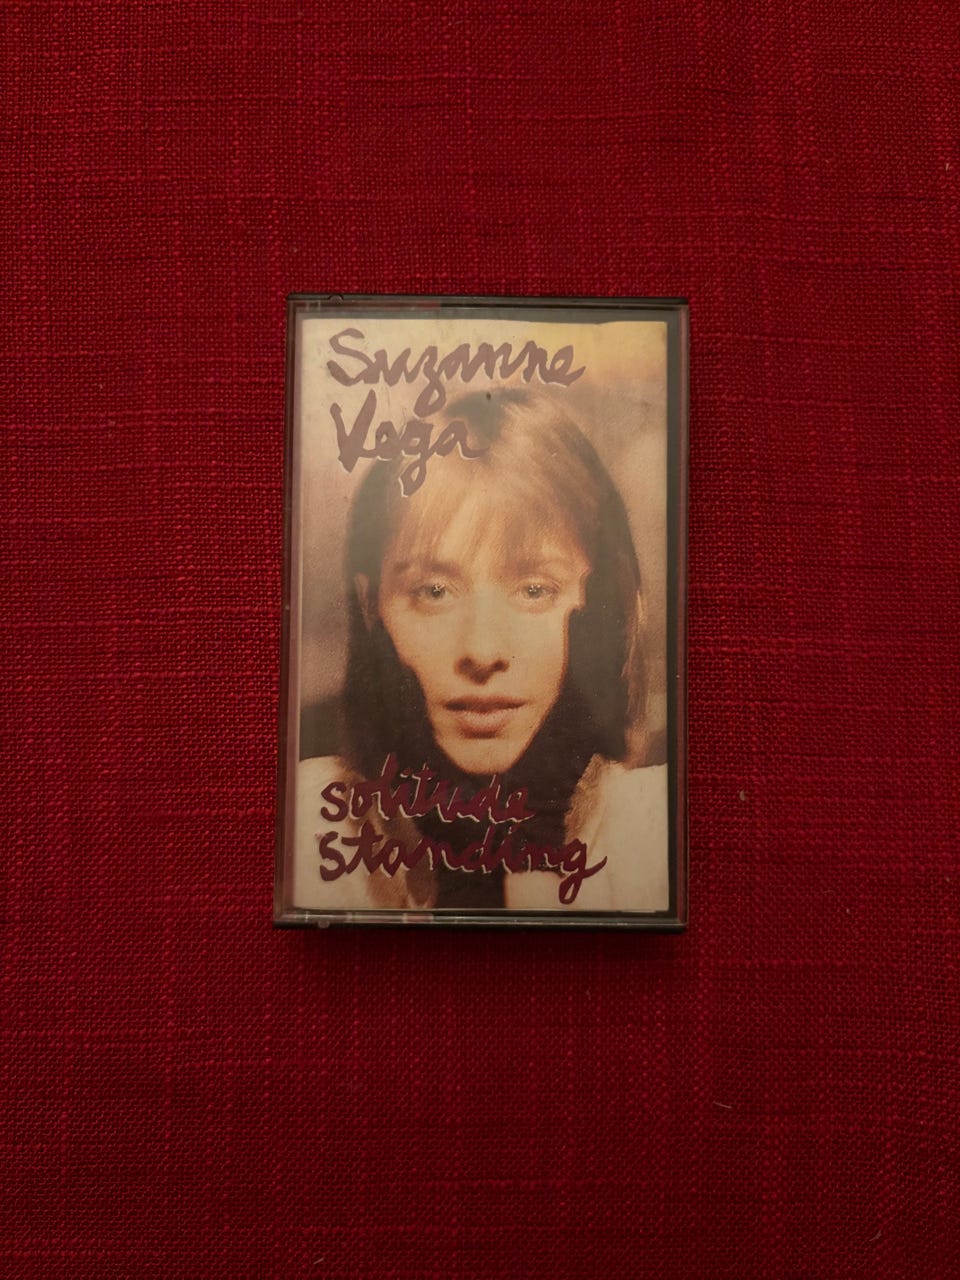 Suzanne
Vega
solitude
standing